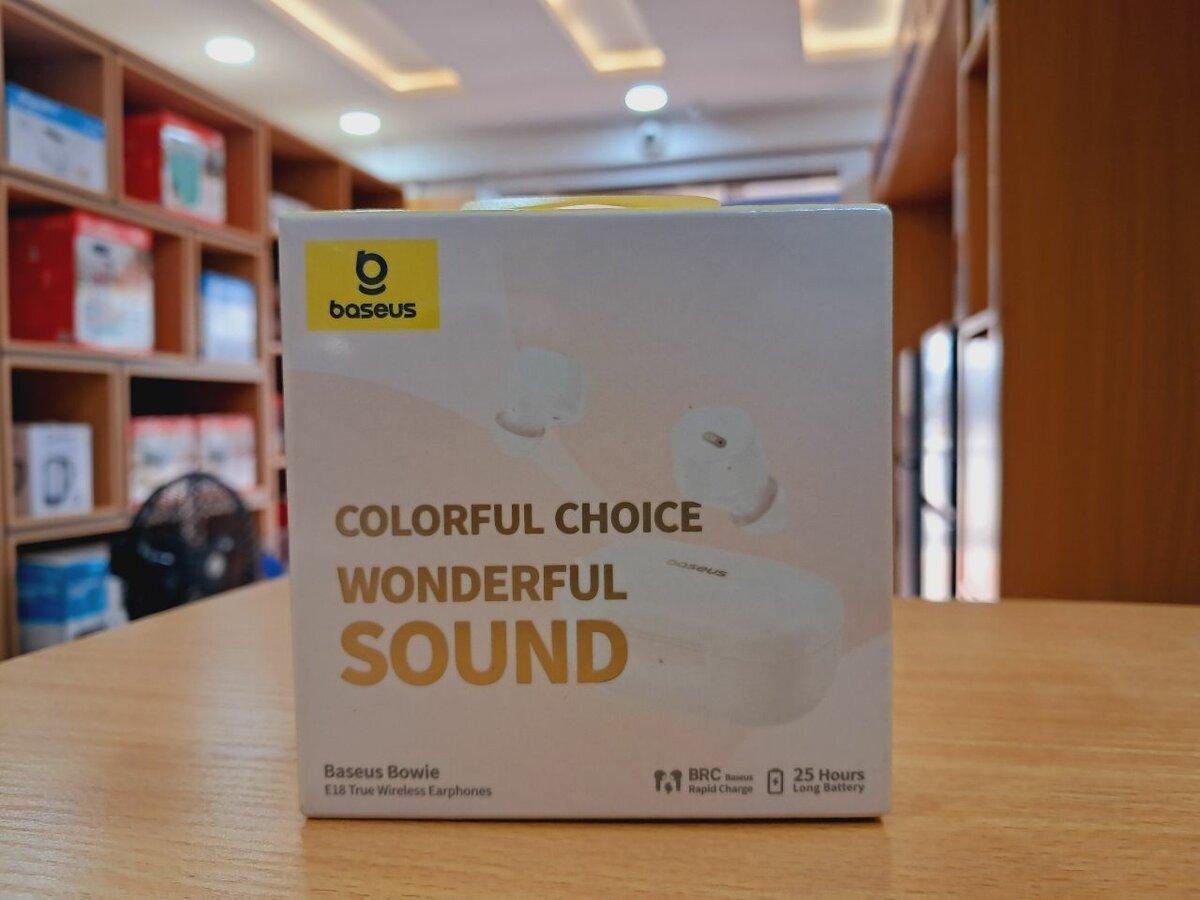 baseus
baseus
COLORFUL CHOICE
WONDERFUL
SOUND
Baseus Bowie
E18 True Wireless Earphones
BRC Baseus
Rapid Charge
25 Hours
Long Battery